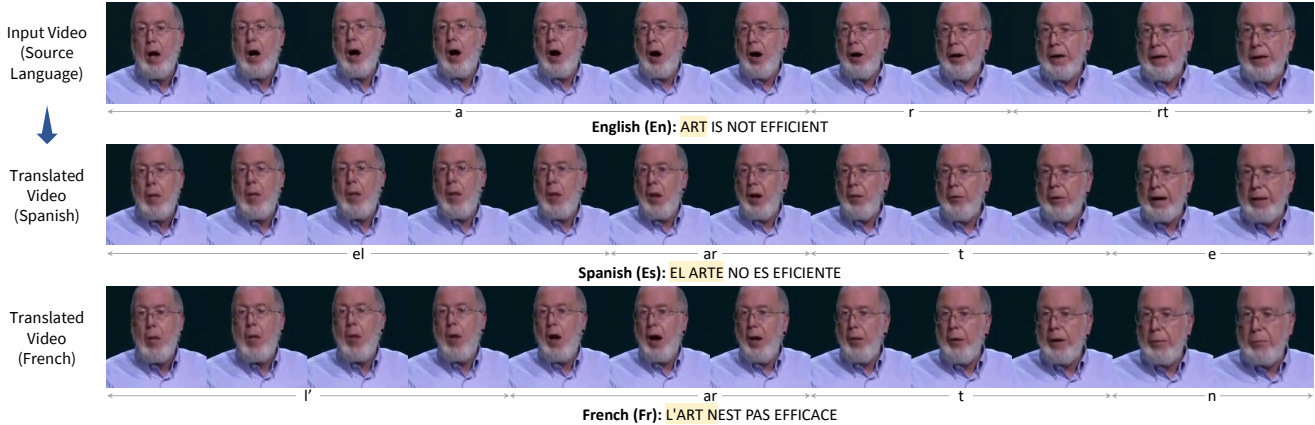 Input Video
(Source
Language)
a
r
rt
English (En): ART IS NOT EFFICIENT
Translated
Video
(Spanish)
el
ar
t
e
Spanish (Es): EL ARTE NO ES EFICIENTE
Translated
Video
(French)
l'
ar
t
n
French (Fr): L'ART NEST PAS EFFICACE